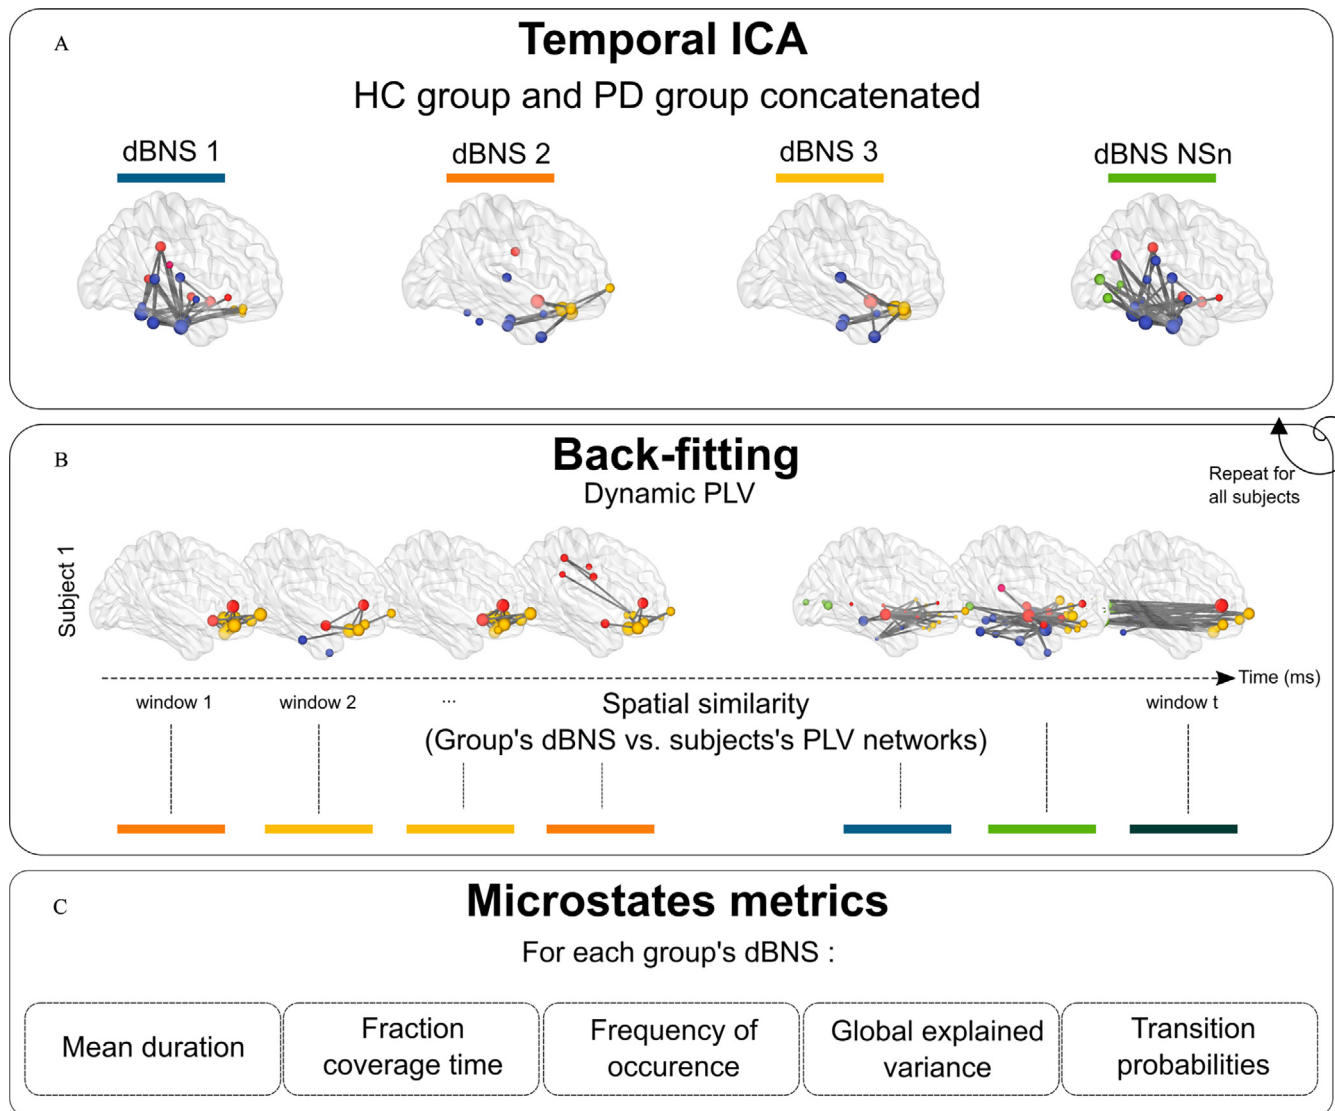 A
Temporal ICA
HC group and PD group concatenated
dBNS 1
dBNS 2
dBNS 3
dBNS NSn
B
Back-fitting
Dynamic PLV
Repeat for
all subjects
Subject 1
Time (ms)
window 1
window 2
...
window t
Spatial similarity
(Group's dBNS vs. subjects's PLV networks)
C
Microstates metrics
For each group's dBNS :
Mean duration
Fraction
coverage time
Frequency of
occurence
Global explained
variance
Transition
probabilities